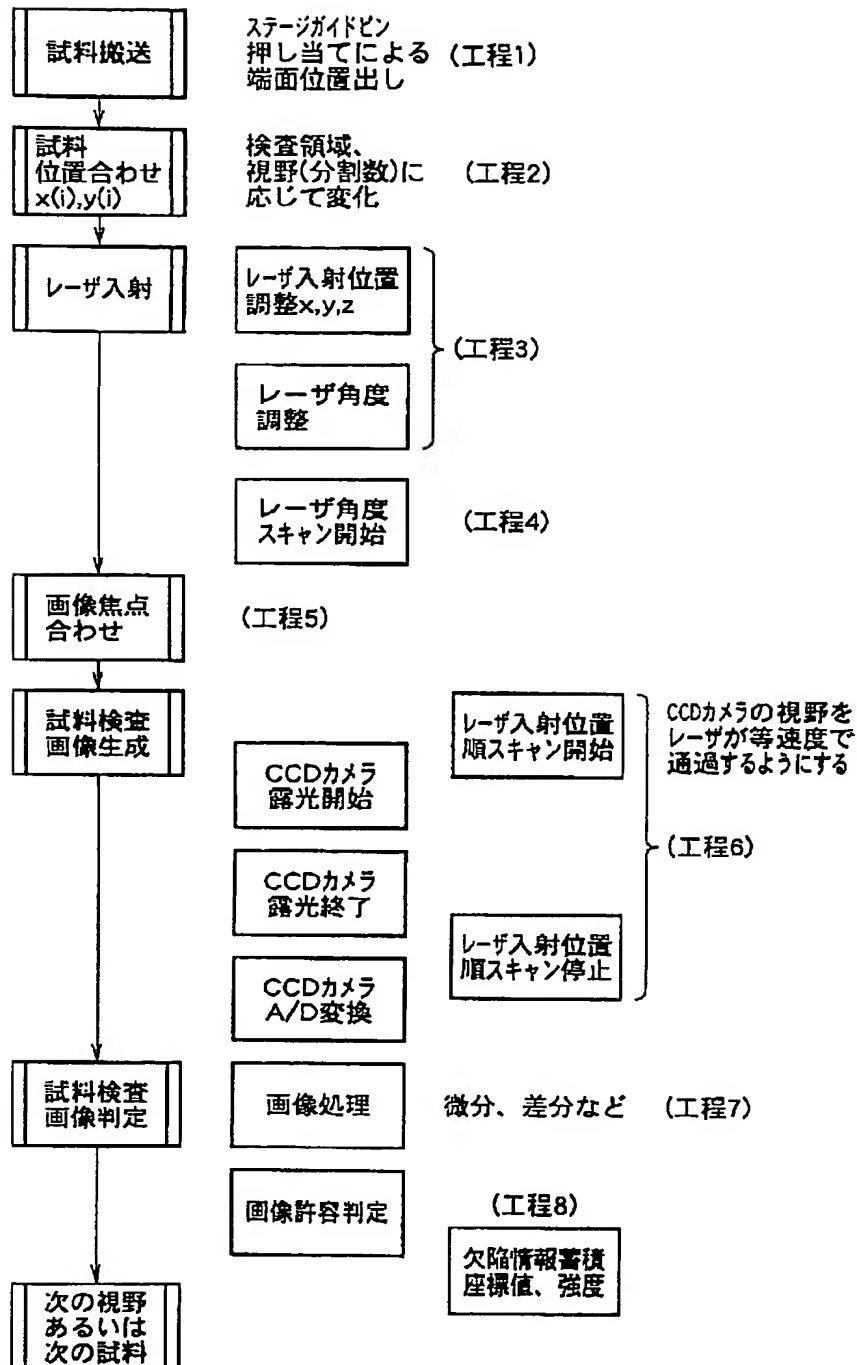 試料搬送
ステージガイドピン
押し当てによる
端面位置出し
(工程1)
試料
位置合わせ
x(i),y(i)
検査領域、
視野(分割数)に
応じて変化
(工程2)
レーザ入射
レーザ入射位置
調整x,y,z
レーザ角度
調整
(工程3)
レーザ角度
スキャン開始
(工程4)
画像焦点
合わせ
(工程5)
試料検査
画像生成
CCDカメラ
露光開始
CCDカメラ
露光終了
CCDカメラ
A/D変換
レーザ入射位置
順スキャン開始
レーザ入射位置
順スキャン停止
CCDカメラの視野を
レーザが等速度で
通過するようにする
(工程6)
試料検査
画像判定
画像処理
微分、差分など
(工程7)
画像許容判定
(工程8)
欠陥情報蓄積
座標値、強度
次の視野
あるいは
次の試料